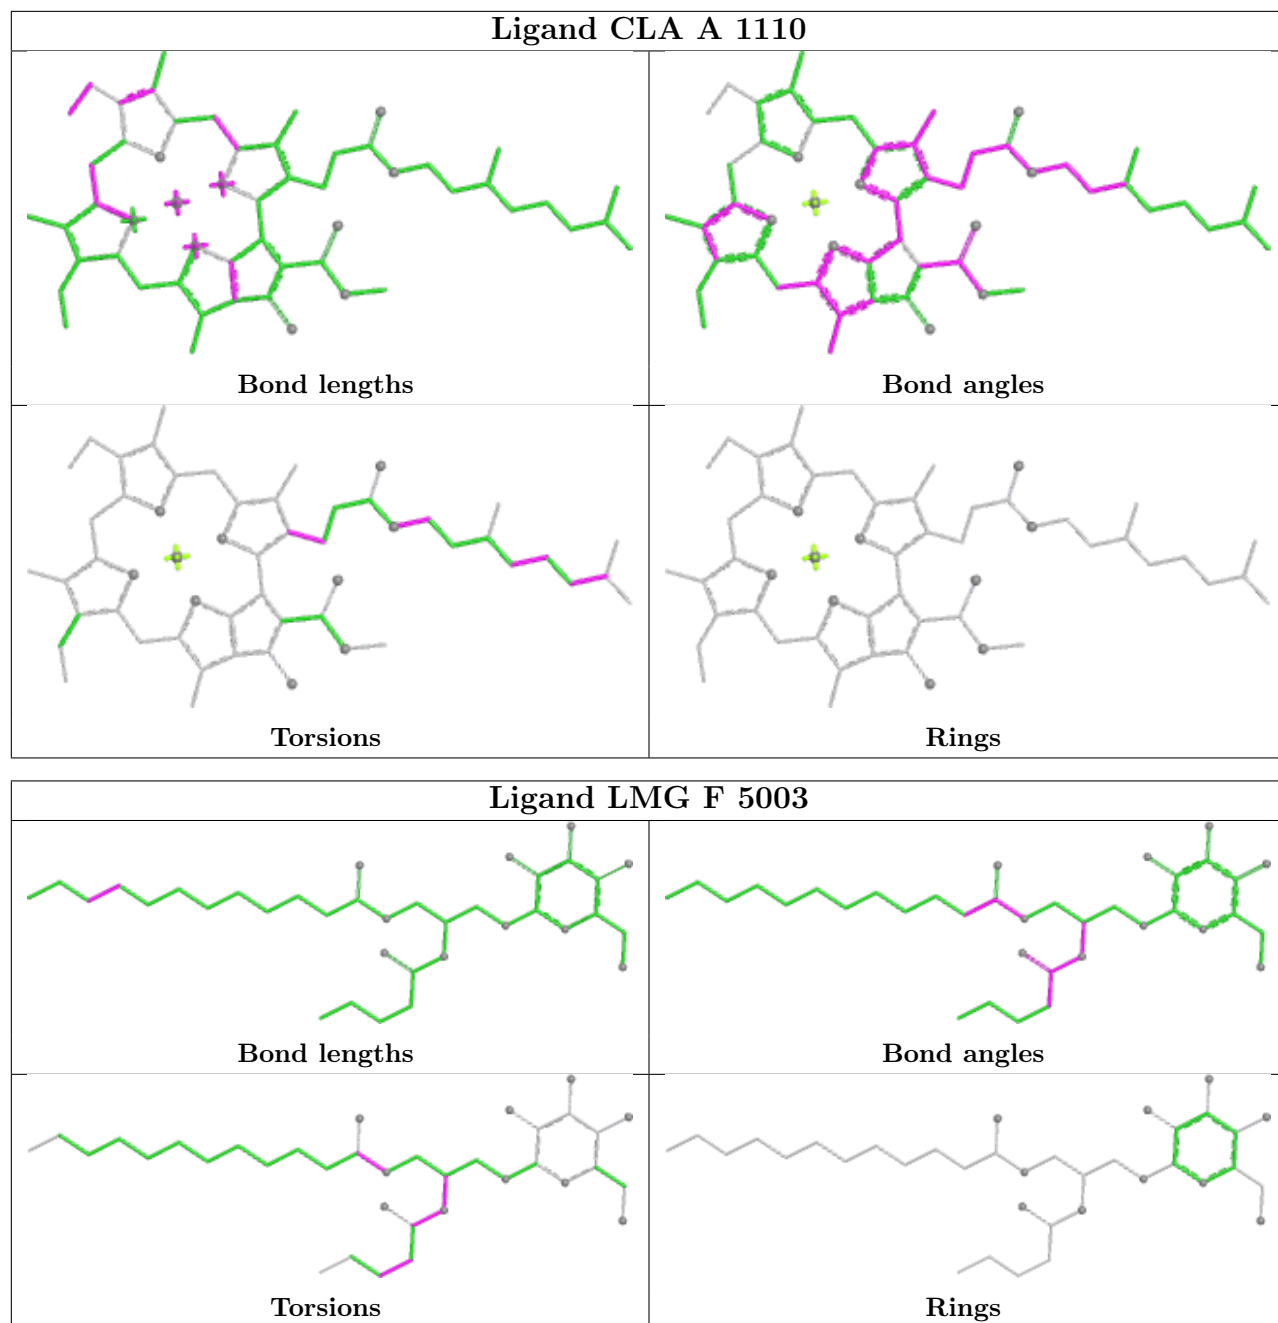 Ligand CLA A 1110
Bond lengths
Bond angles
Torsions
Rings
Ligand LMG F 5003
Bond lengths
Bond angles
Torsions
Rings